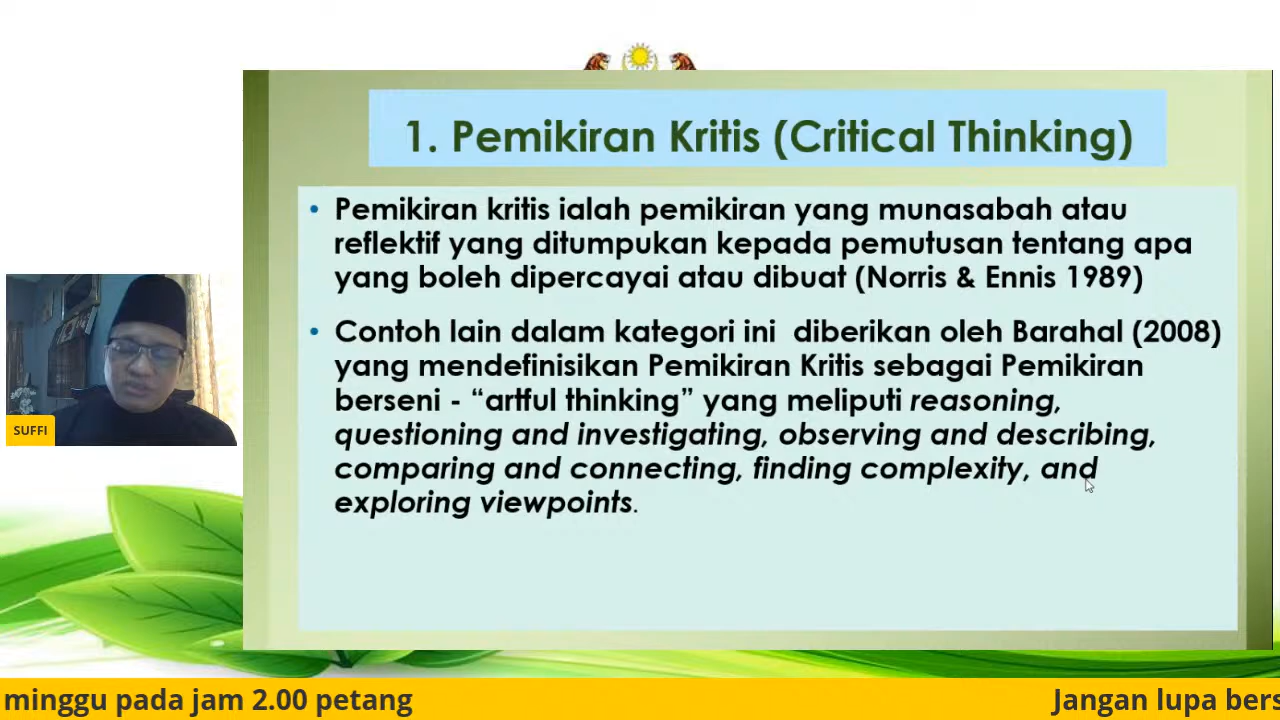 1. Pemikiran Kritis (Critical Thinking)
• Pemikiran kritis ialah pemikiran yang munasabah atau
reflektif yang ditumpukan kepada pemutusan tentang apa
yang boleh dipercayai atau dibuat (Norris & Ennis 1989)
• Contoh lain dalam kategori ini diberikan oleh Barahal (2008)
yang mendefinisikan Pemikiran Kritis sebagai Pemikiran
berseni - “artful thinking” yang meliputi reasoning,
questioning and investigating, observing and describing,
comparing and connecting, finding complexity, and
exploring viewpoints.
SUFFI
minggu pada jam 2.00 petang
Jangan lupa bers